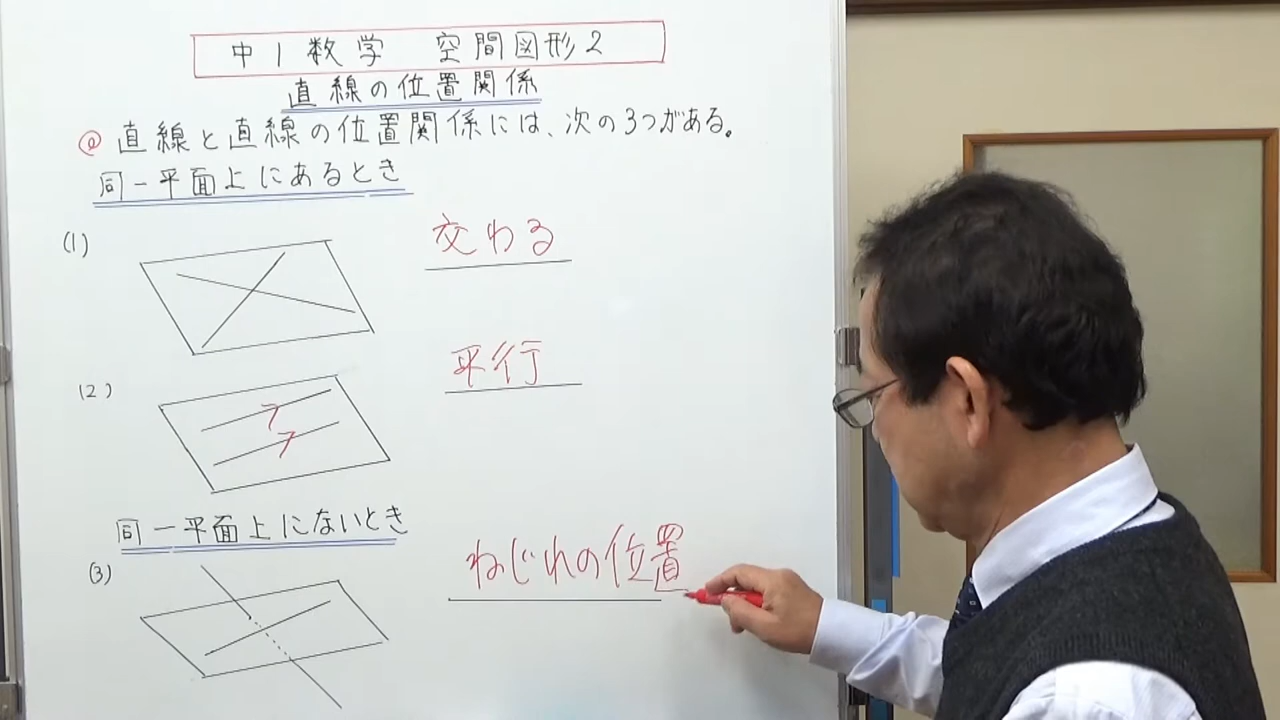 中1数学 空間図形2
直線の位置関係
@ 直線と直線の位置関係には、次の3つがある。
同一平面上にあるとき
(1) 交わる
(2) 平行
同一平面上にないとき
(3) ねじれの位置